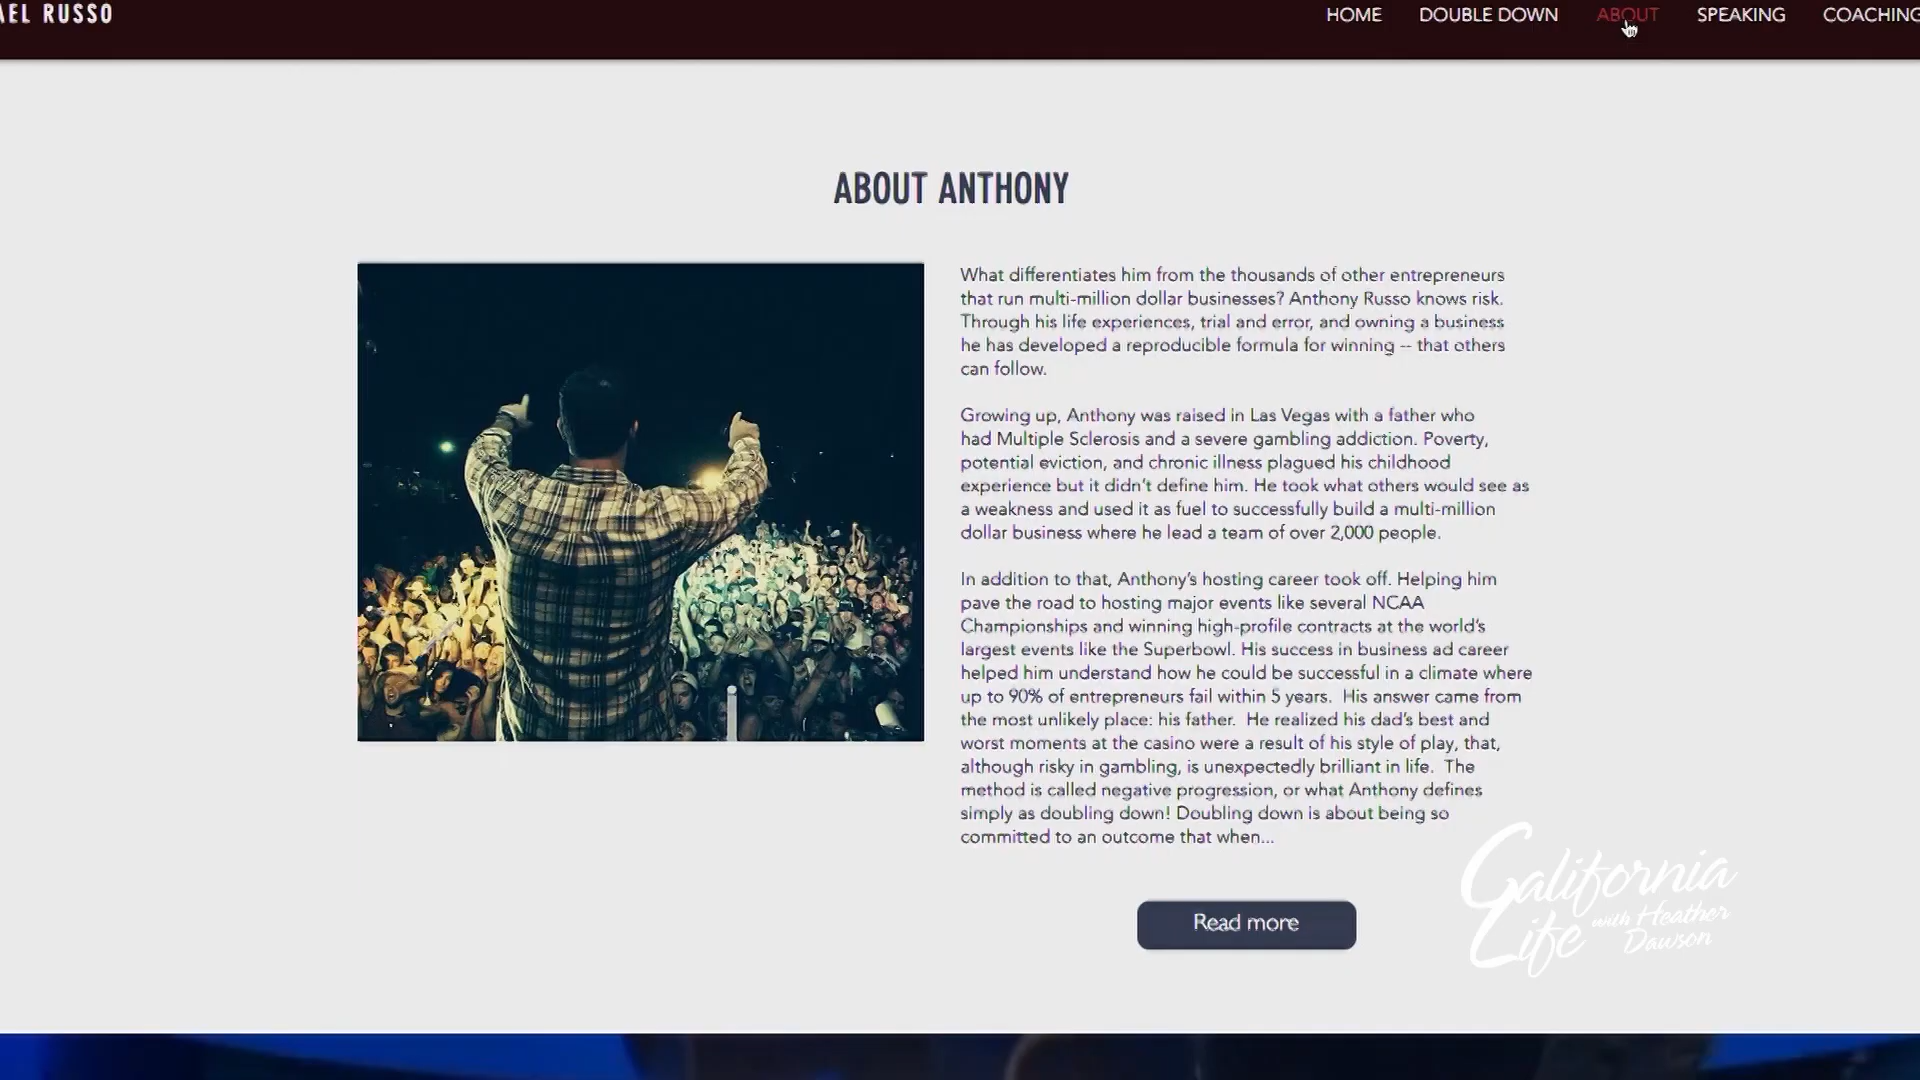 AEL RUSSO
HOME DOUBLE DOWN ABOUT SPEAKING COACHING
ABOUT ANTHONY
What differentiates him from the thousands of other entrepreneurs
that run multi-million dollar businesses? Anthony Russo knows risk.
Through his life experiences, trial and error, and owning a business
he has developed a reproducible formula for winning -- that others
can follow.
Growing up, Anthony was raised in Las Vegas with a father who
had Multiple Sclerosis and a severe gambling addiction. Poverty,
potential eviction, and chronic illness plagued his childhood
experience but it didn't define him. He took what others would see as
a weakness and used it as fuel to successfully build a multi-million
dollar business where he lead a team of over 2,000 people.
In addition to that, Anthony's hosting career took off. Helping him
pave the road to hosting major events like several NCAA
Championships and winning high-profile contracts at the world's
largest events like the Superbowl. His success in business ad career
helped him understand how he could be successful in a climate where
up to 90% of entrepreneurs fail within 5 years. His answer came from
the most unlikely place: his father. He realized his dad's best and
worst moments at the casino were a result of his style of play, that,
although risky in gambling, is unexpectedly brilliant in life. The
method is called negative progression, or what Anthony defines
simply as doubling down! Doubling down is about being so
committed to an outcome that when...
Read more
California
Life with Heather
Dawson